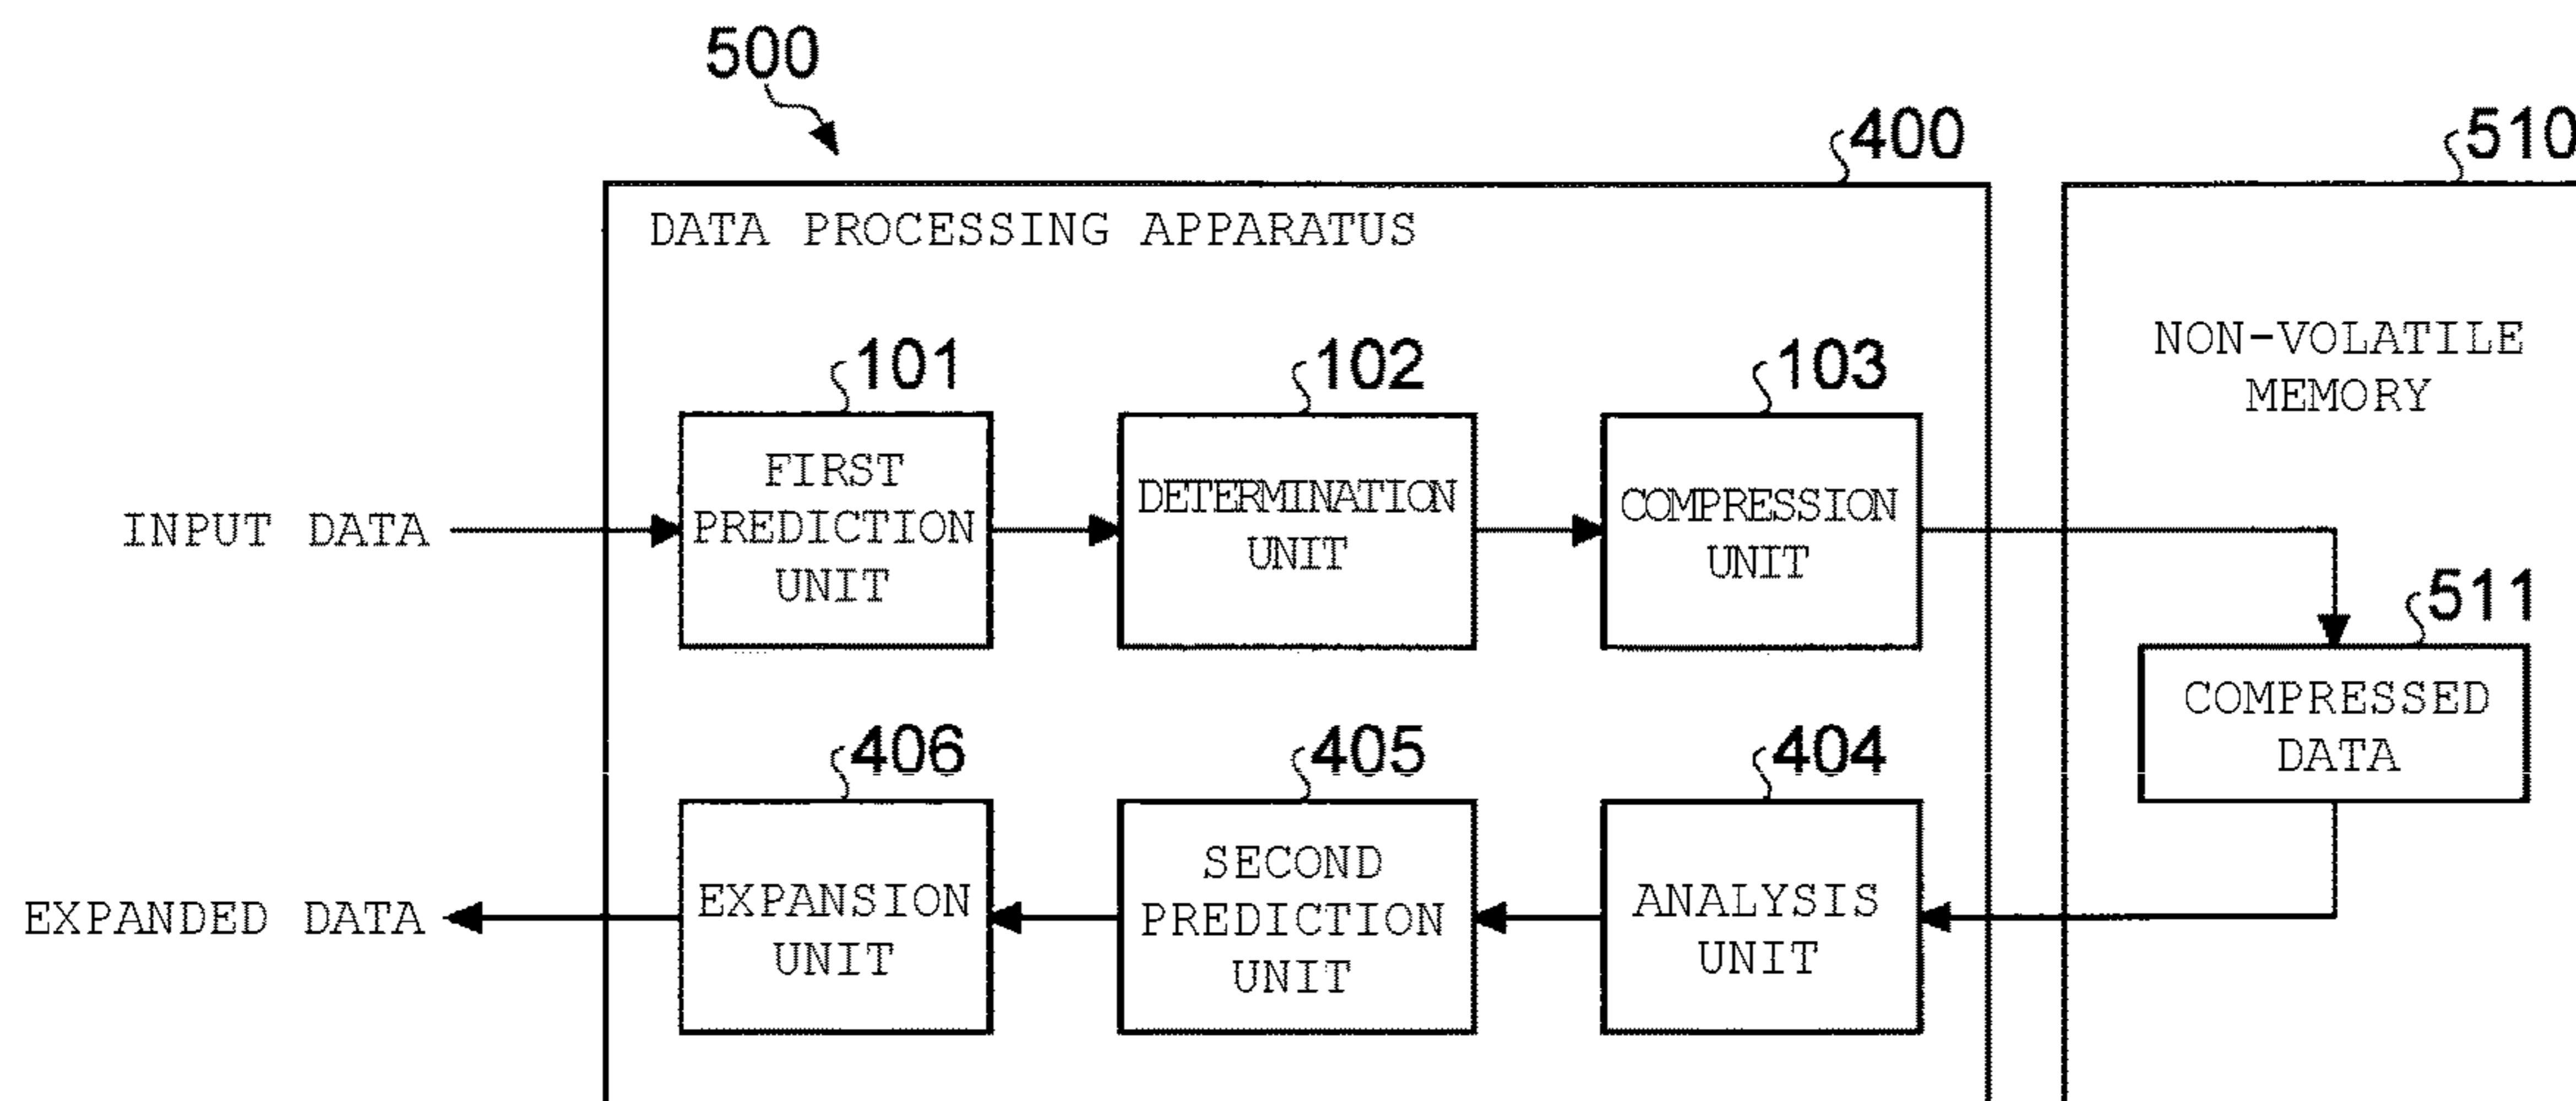 500
400
510
DATA PROCESSING APPARATUS
NON-VOLATILE
MEMORY
101
102
103
INPUT DATA
FIRST
PREDICTION
UNIT
DETERMINATION
UNIT
COMPRESSION
UNIT
511
COMPRESSED
DATA
406
405
404
EXPANDED DATA
EXPANSION
UNIT
SECOND
PREDICTION
UNIT
ANALYSIS
UNIT